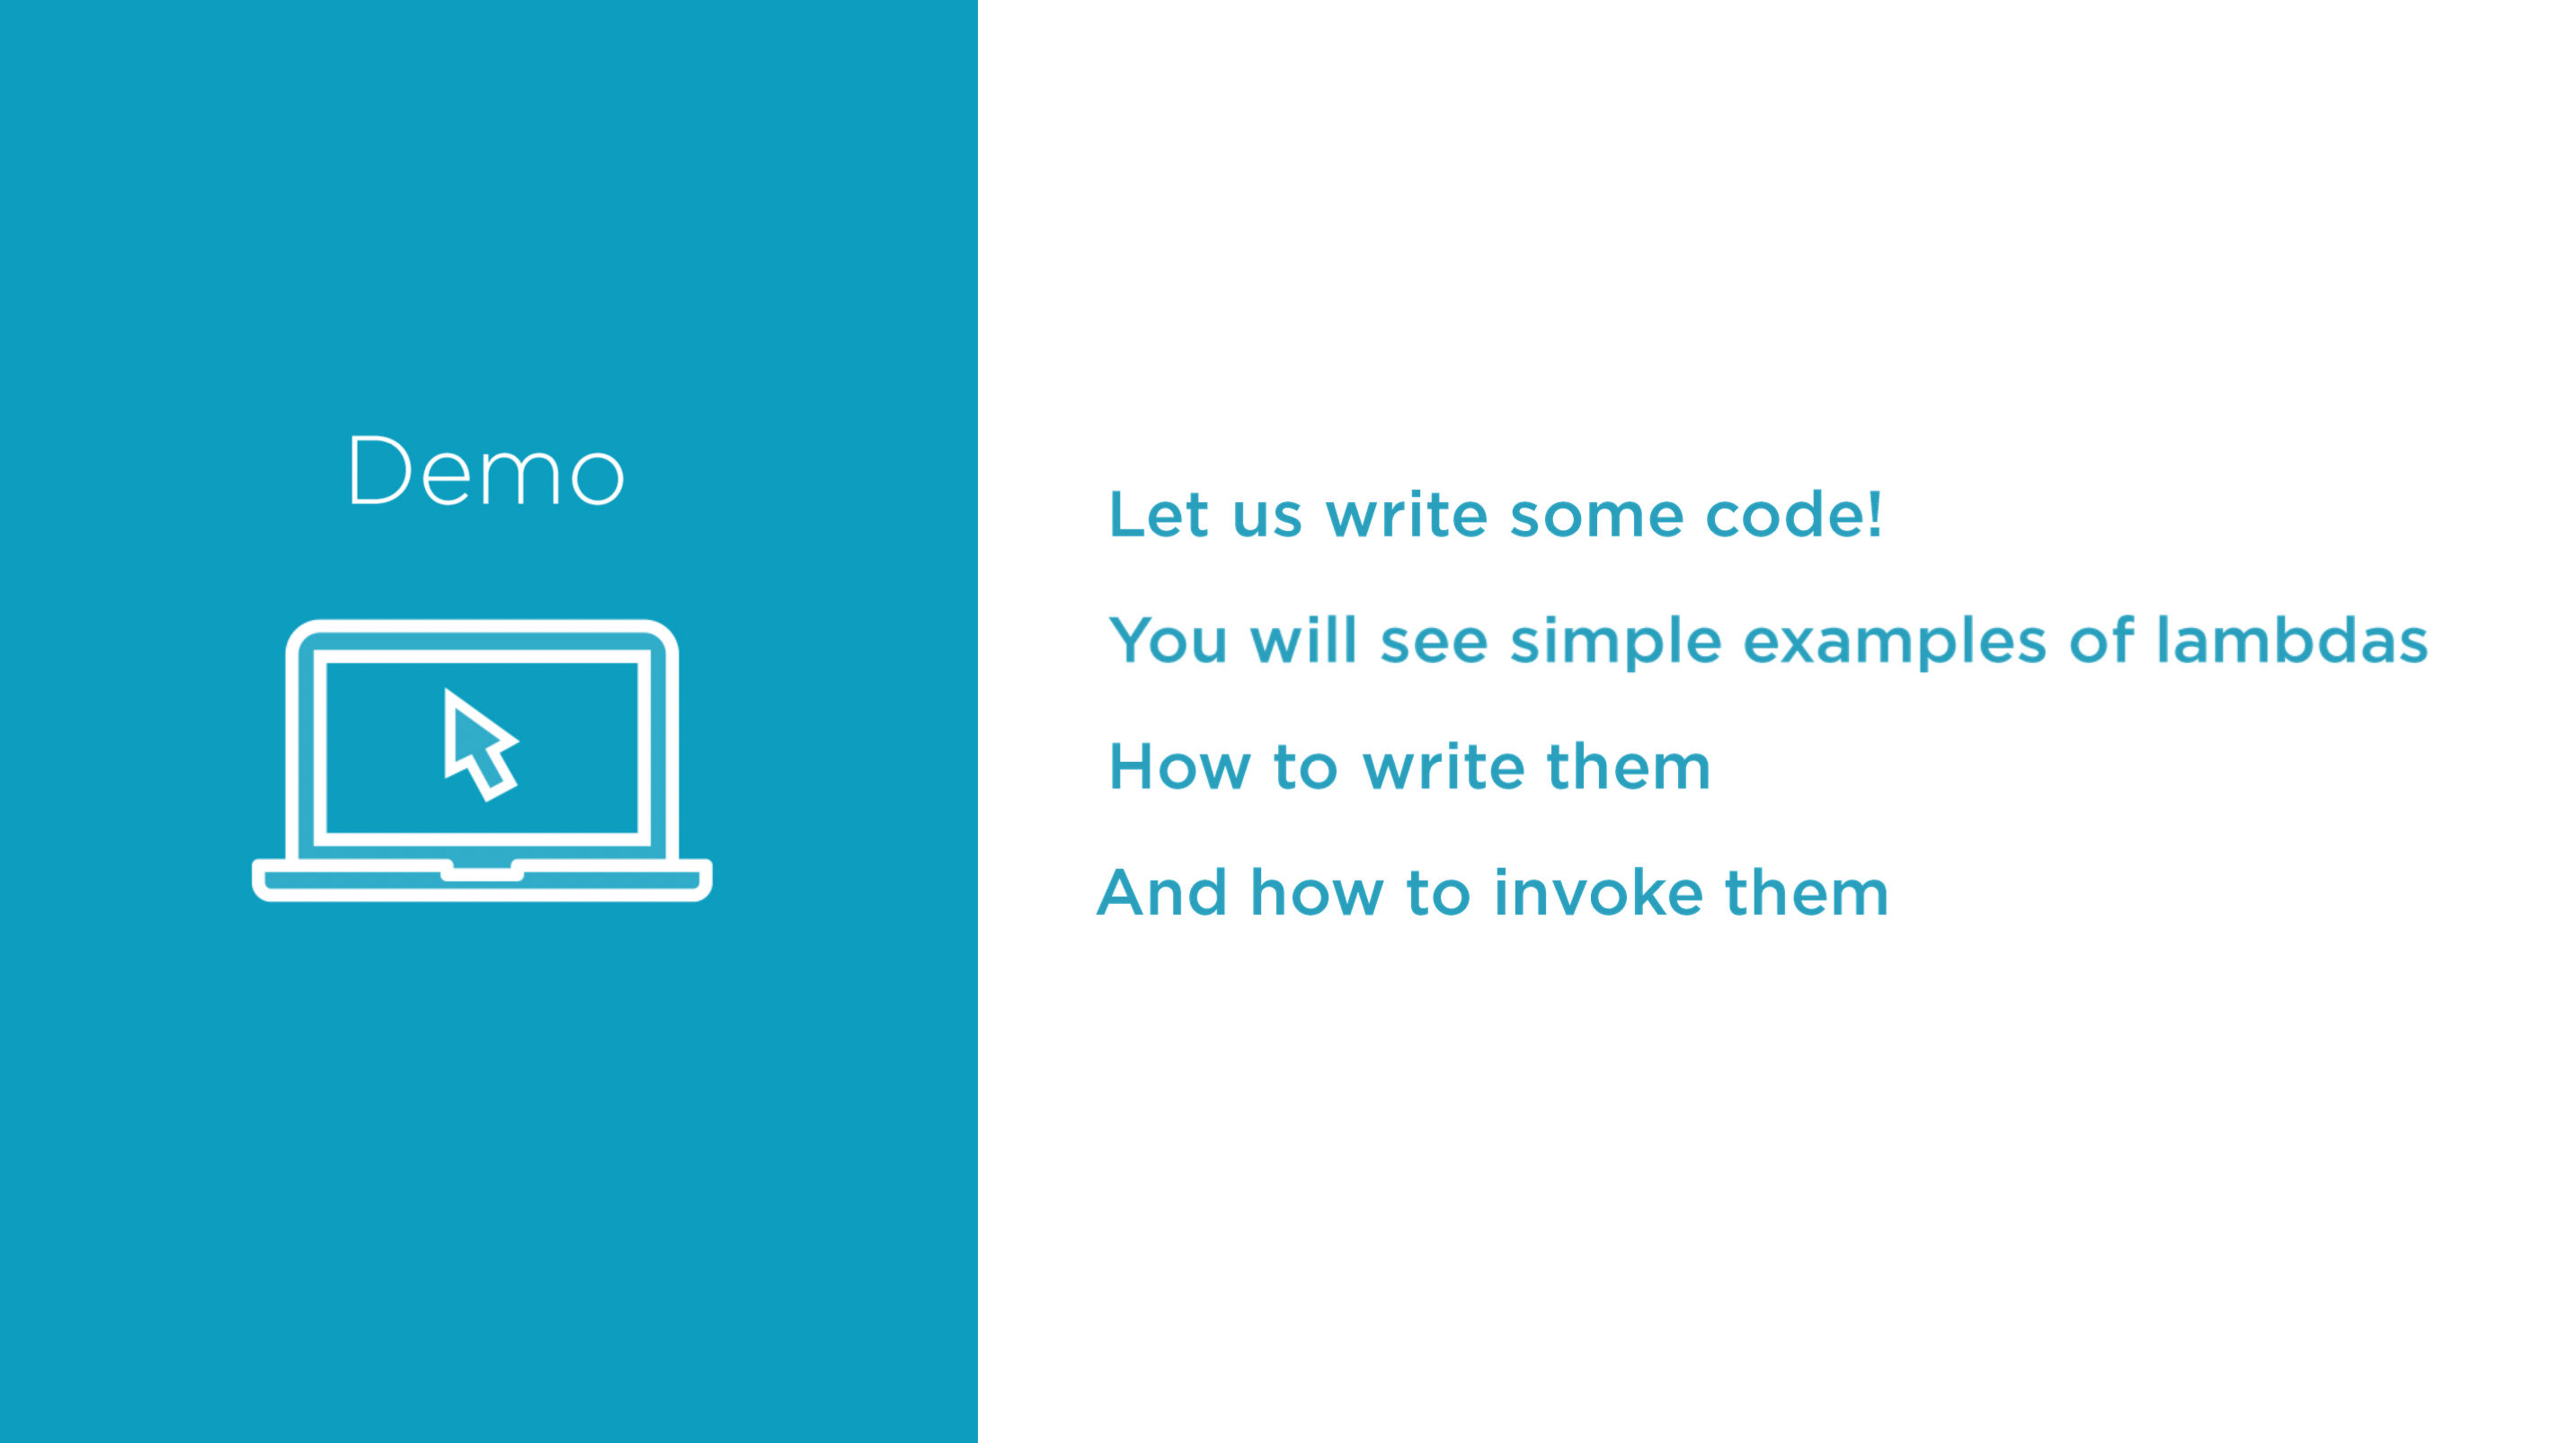 Demo
Let us write some code!
You will see simple examples of lambdas
How to write them
And how to invoke them